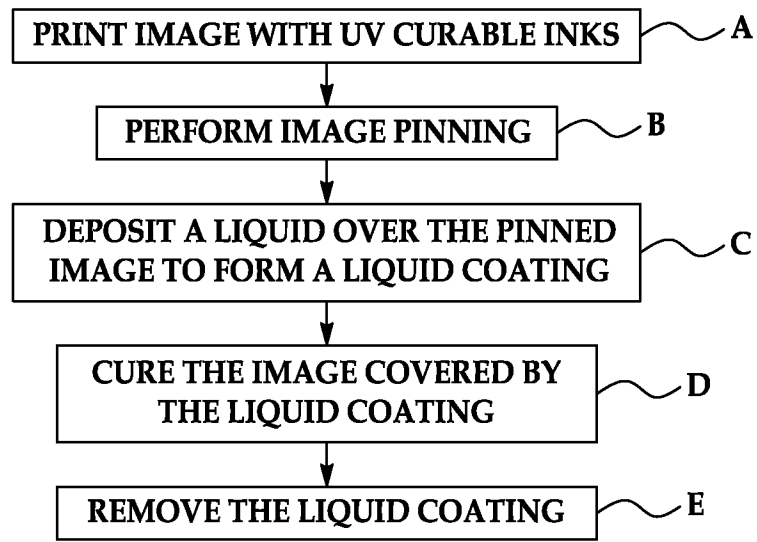 PRINT IMAGE WITH UV CURABLE INKS
A
PERFORM IMAGE PINNING
B
DEPOSIT A LIQUID OVER THE PINNED
IMAGE TO FORM A LIQUID COATING
C
CURE THE IMAGE COVERED BY
THE LIQUID COATING
D
REMOVE THE LIQUID COATING
E